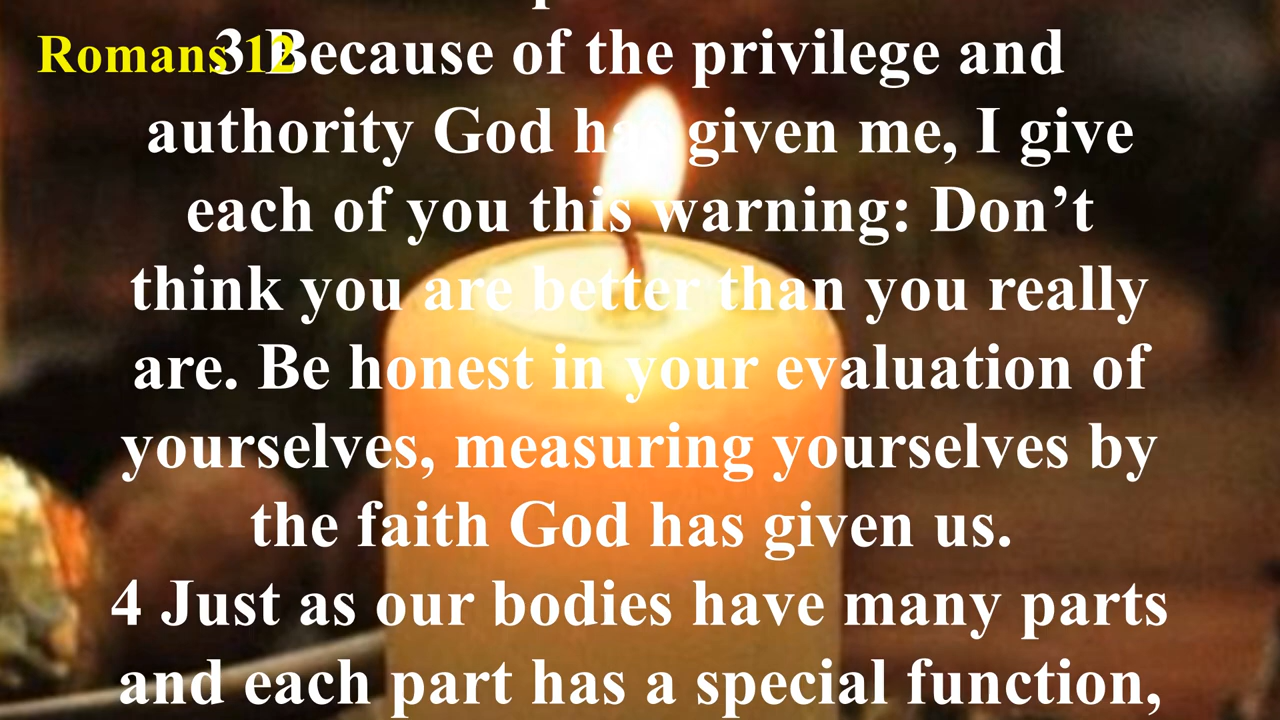 Romans 12
3 Because of the privilege and
authority God has given me, I give
each of you this warning: Don’t
think you are better than you really
are. Be honest in your evaluation of
yourselves, measuring yourselves by
the faith God has given us.
4 Just as our bodies have many parts
and each part has a special function,